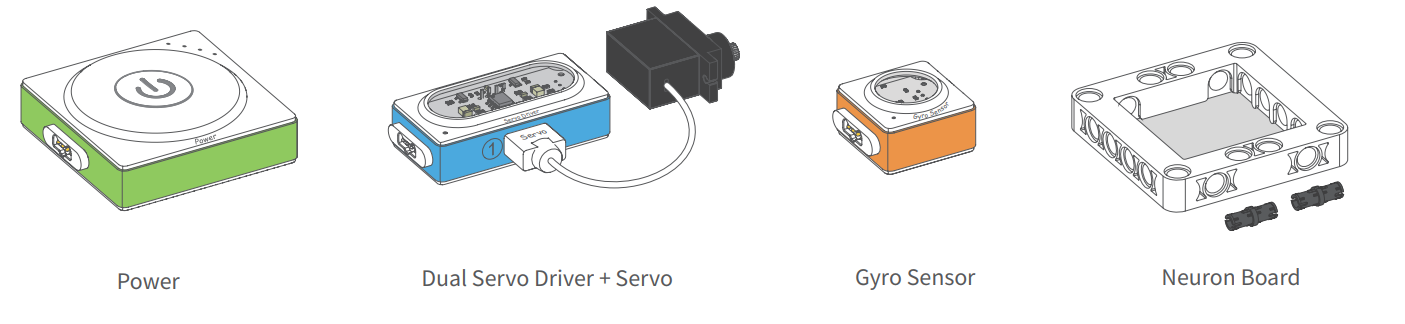 Power
Servo Driver
1
Servo
Gyro Sensor
Power
Dual Servo Driver + Servo
Gyro Sensor
Neuron Board